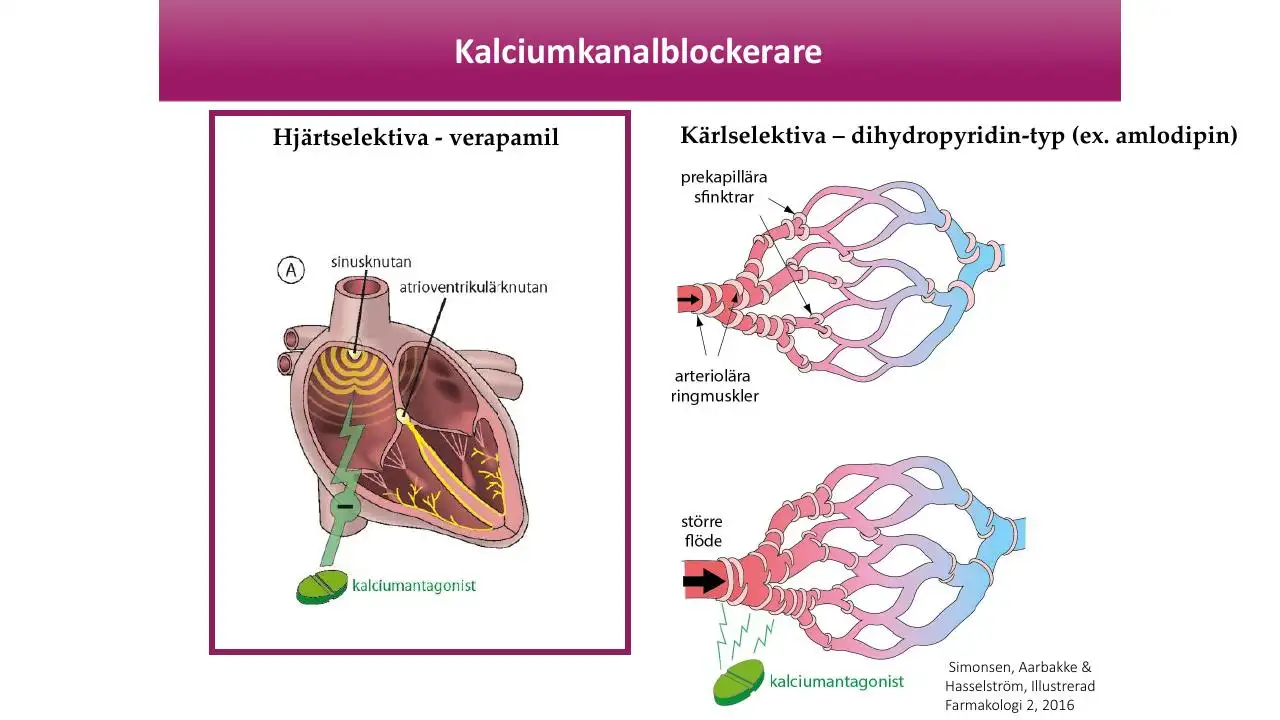 Kalciumkanalblockerare
Hjärtselektiva - verapamil
A
sinusknutan
atrioventrikulär knutan
kalciumantagonist
Kärlselektiva – dihydropyridin-typ (ex. amlodipin)
prekapillära
sfinktrar
arteriolära
ringmuskler
större
flöde
kalciumantagonist
Simonsen, Aarbakke &
Hasselström, Illustrerad
Farmakologi 2, 2016